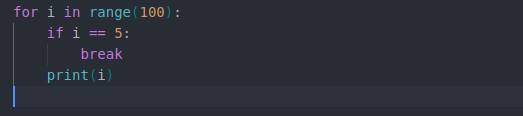 for i in range(100):
    if i == 5:
        break
    print(i)